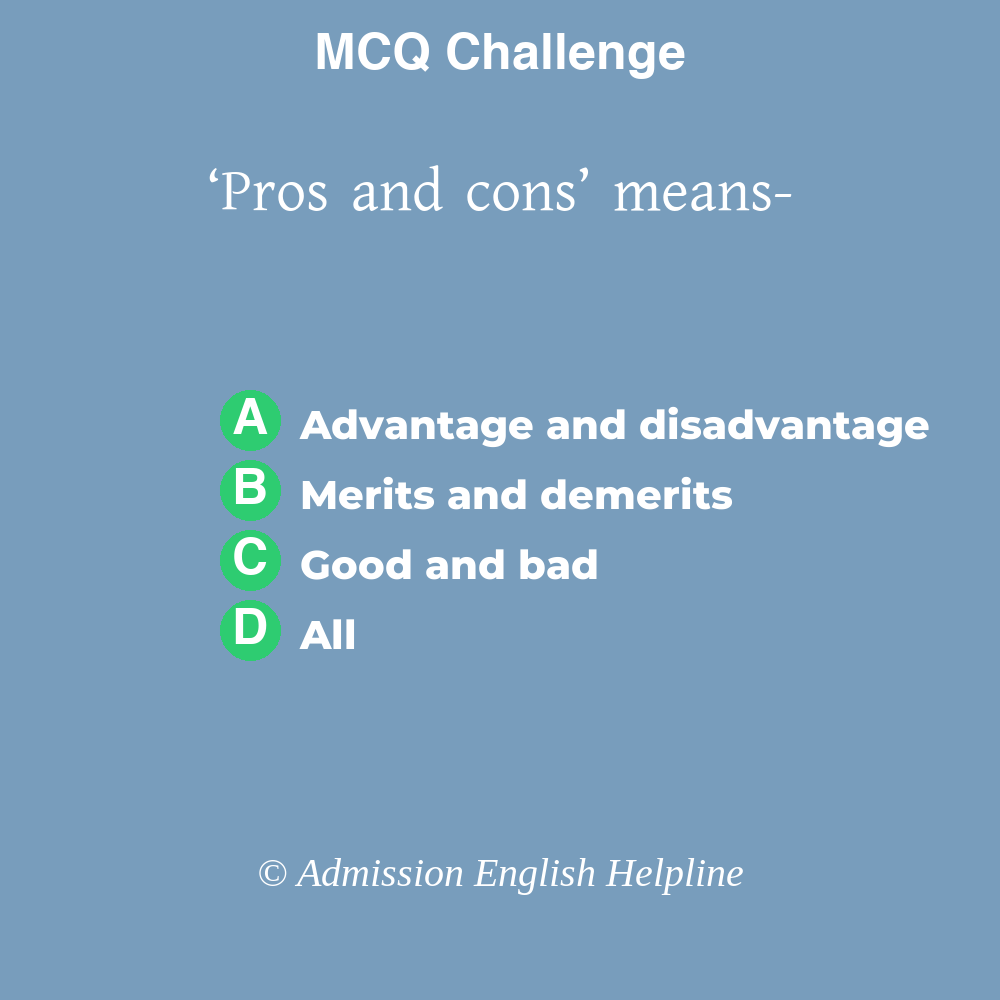 MCQ Challenge
‘Pros and cons’ means-
A Advantage and disadvantage
B Merits and demerits
C Good and bad
D All
© Admission English Helpline